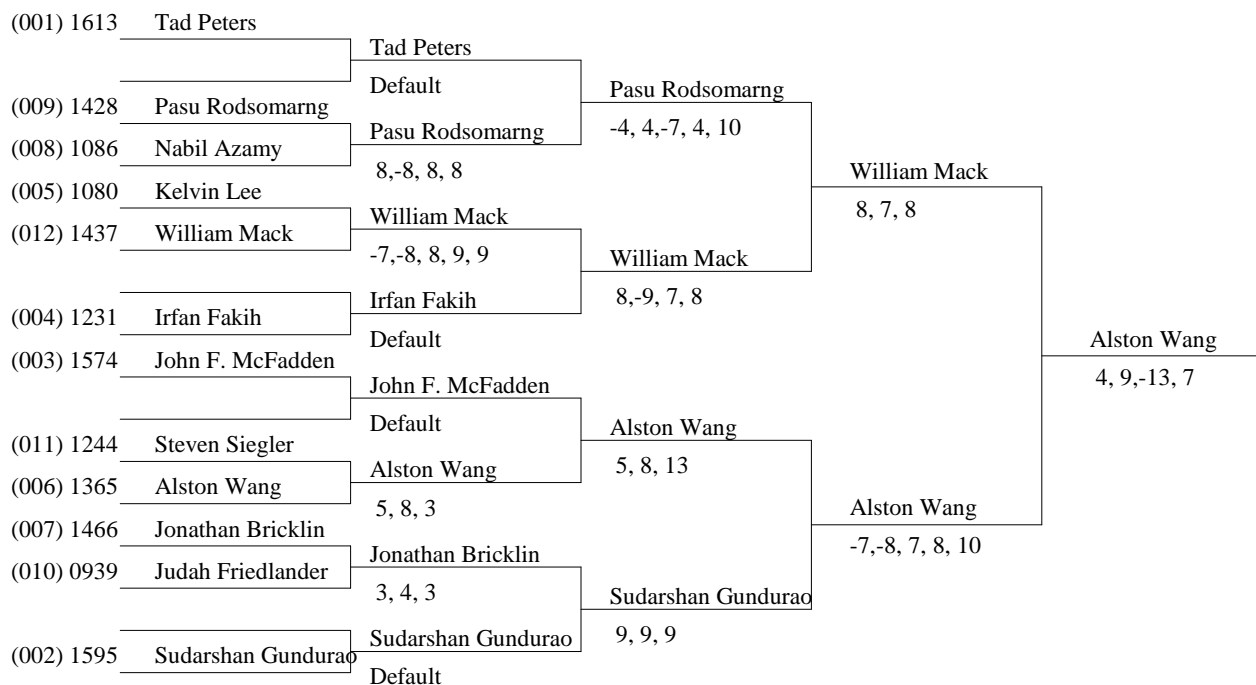 (001) 1613 Tad Peters
Tad Peters
Default
(009) 1428 Pasu Rodsomarng
Pasu Rodsomarng
-4, 4,-7, 4, 10
Pasu Rodsomarng
(008) 1086 Nabil Azamy
8,-8, 8, 8
William Mack
8, 7, 8
(005) 1080 Kelvin Lee
William Mack
(012) 1437 William Mack
-7,-8, 8, 9, 9
William Mack
8,-9, 7, 8
Irfan Fakih
(004) 1231 Irfan Fakih
Default
Alston Wang
4, 9,-13, 7
(003) 1574 John F. McFadden
John F. McFadden
Default
Alston Wang
5, 8, 13
(011) 1244 Steven Siegler
Alston Wang
(006) 1365 Alston Wang
5, 8, 3
Alston Wang
-7,-8, 7, 8, 10
(007) 1466 Jonathan Bricklin
Jonathan Bricklin
(010) 0939 Judah Friedlander
3, 4, 3
Sudarshan Gundurao
9, 9, 9
Sudarshan Gundurao
(002) 1595 Sudarshan Gundurao
Default